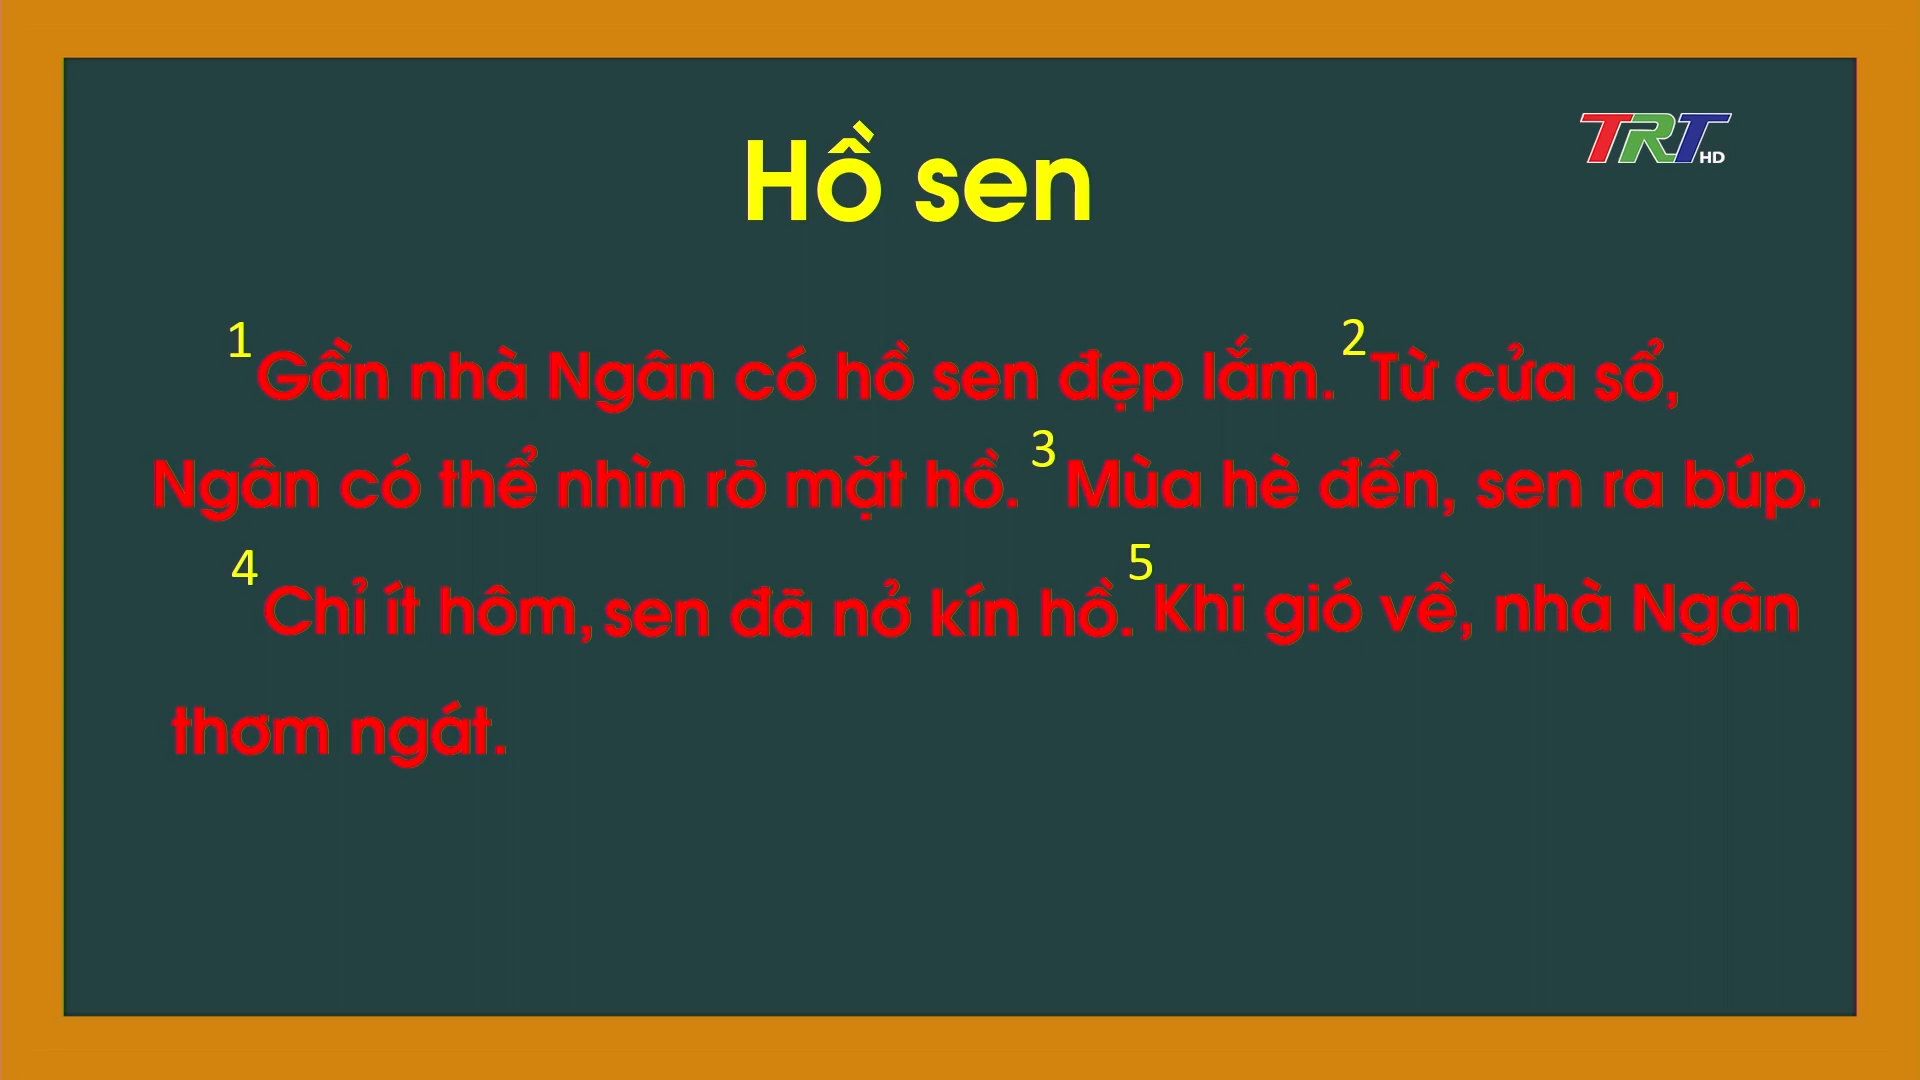 Hồ sen
TRT HD
1 Gần nhà Ngân có hồ sen đẹp lắm. 2 Từ cửa sổ,
Ngân có thể nhìn rõ mặt hồ. 3 Mùa hè đến, sen ra búp.
4 Chỉ ít hôm, sen đã nở kín hồ. 5 Khi gió về, nhà Ngân
thơm ngát.